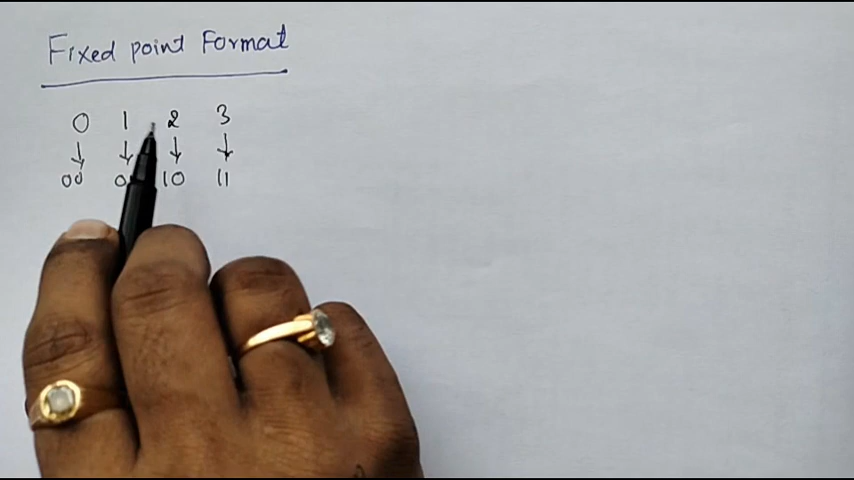 Fixed point Format
0 1 2 3
↓ ↓ ↓ ↓
00 10 11